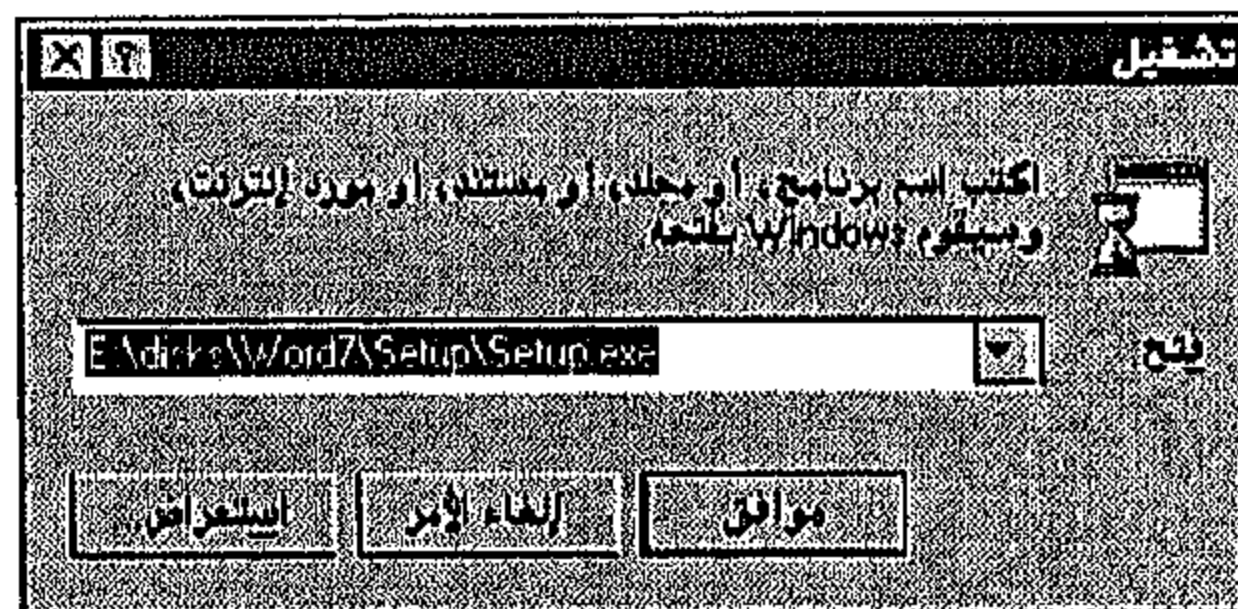 تشغيل
اكتب اسم برنامج، أو مجلد، أو مستند، أو مورد إنترنت،
وسيقوم Windows بفتحه.
فتح:
E:\disks\Word7\Setup\Setup.exe
موافق
إلغاء الأمر
استعراض...